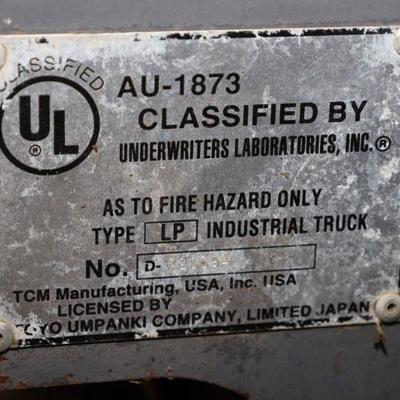 CLASSIFIED
UL ®
AU-1873
CLASSIFIED BY
UNDERWRITERS LABORATORIES, INC.®
AS TO FIRE HAZARD ONLY
TYPE LP INDUSTRIAL TRUCK
No. D-
TCM Manufacturing, USA, Inc. USA
LICENSED BY
TOYO UMPANKI COMPANY, LIMITED JAPAN